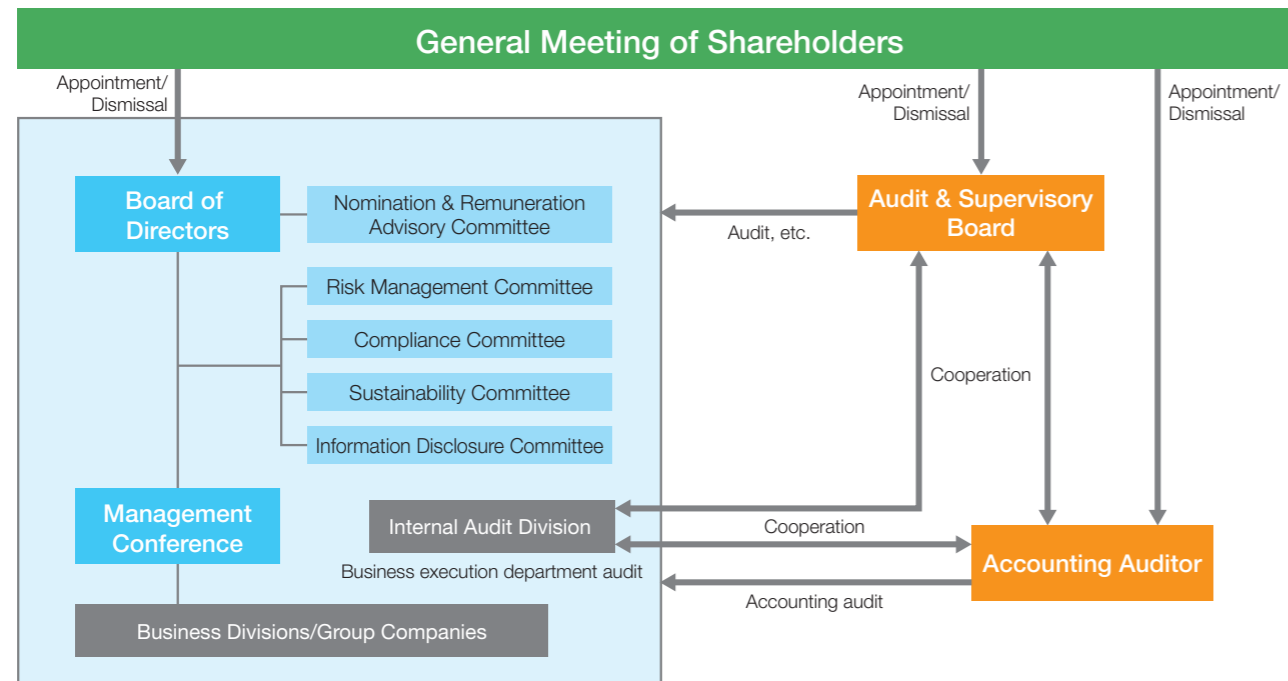 General Meeting of Shareholders
Appointment/
Dismissal
Appointment/
Dismissal
Appointment/
Dismissal
Board of
Directors
Nomination & Remuneration
Advisory Committee
Audit, etc.
Audit & Supervisory
Board
Risk Management Committee
Compliance Committee
Sustainability Committee
Information Disclosure Committee
Cooperation
Management
Conference
Internal Audit Division
Cooperation
Business execution department audit
Accounting Auditor
Accounting audit
Business Divisions/Group Companies